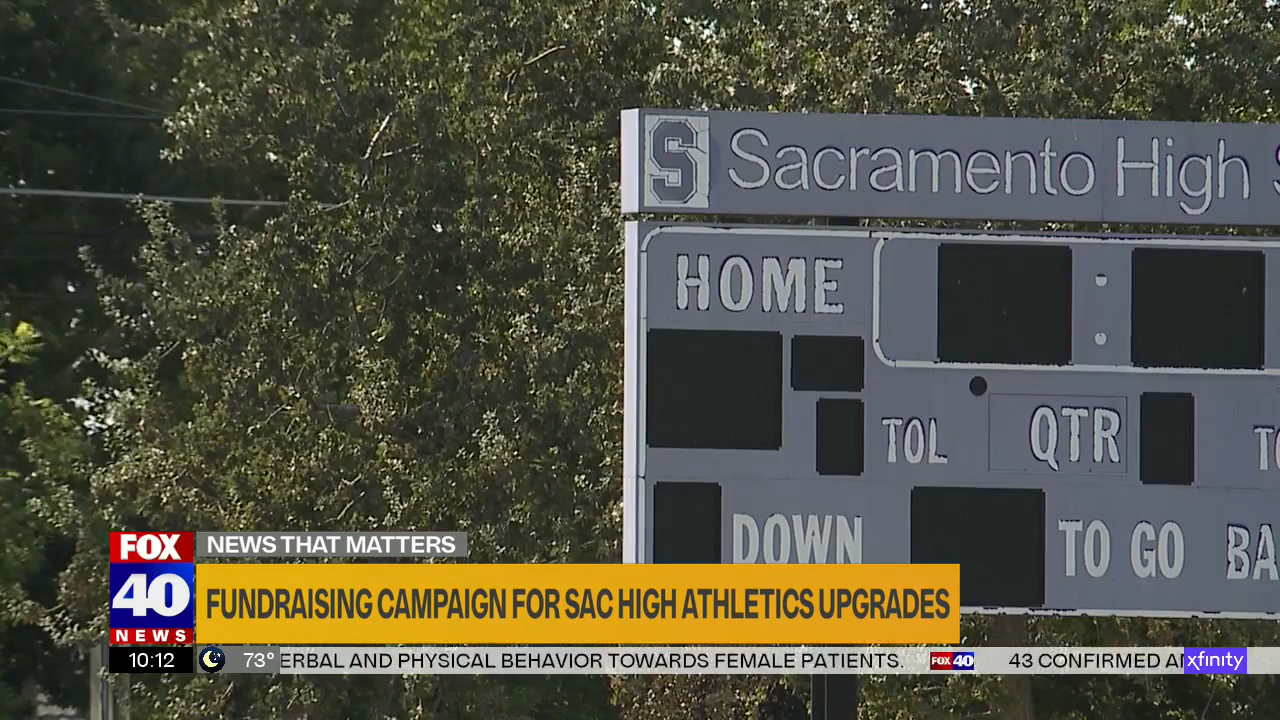 S Sacramento High
HOME
TOL QTR
DOWN TO GO
FOX
40
NEWS
NEWS THAT MATTERS
FUNDRAISING CAMPAIGN FOR SAC HIGH ATHLETICS UPGRADES
10:12 73° ERBAL AND PHYSICAL BEHAVIOR TOWARDS FEMALE PATIENTS. FOX 40 43 CONFIRMED xfinity